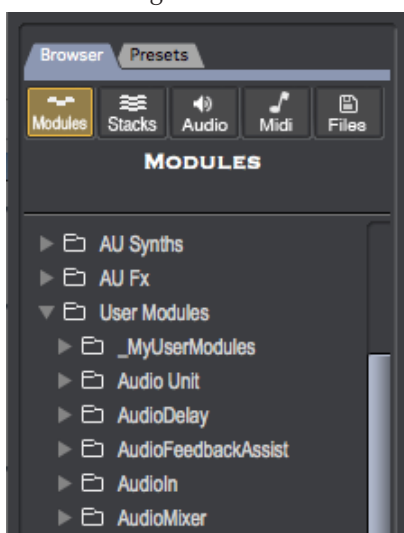 Browser Presets
Modules Stacks Audio Midi Files
MODULES
AU Synths
AU Fx
User Modules
_MyUserModules
Audio Unit
AudioDelay
AudioFeedbackAssist
AudioIn
AudioMixer